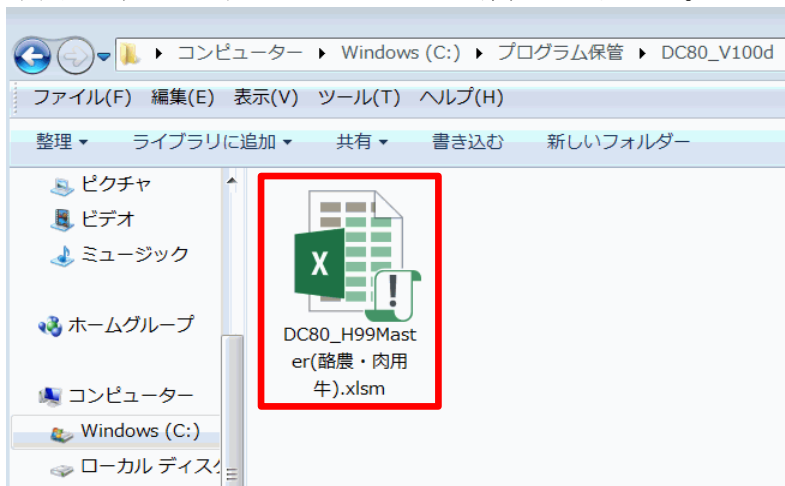 コンピューター ▸ Windows (C:) ▸ プログラム保管 ▸ DC80_V100d
ファイル(F) 編集(E) 表示(V) ツール(T) ヘルプ(H)
整理 ライブラリに追加 共有 書き込む 新しいフォルダー
ピクチャ
ビデオ
ミュージック
ホームグループ
コンピューター
Windows (C:)
ローカル ディスク
DC80_H99Mast
er(酪農・肉用
牛).xlsm